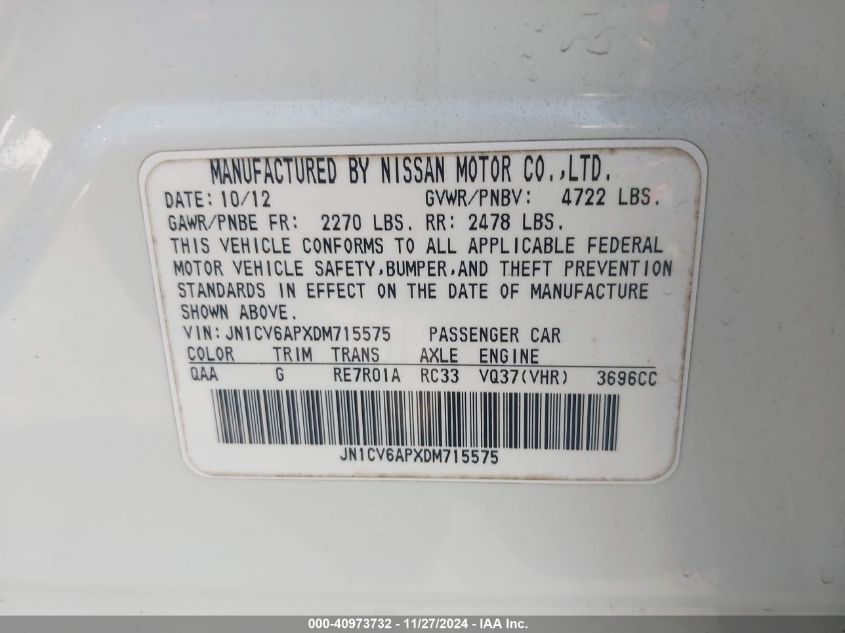 MANUFACTURED BY NISSAN MOTOR CO.,LTD.
DATE: 10/12 GVWR/PNBV: 4722 LBS.
GAWR/PNBE FR: 2270 LBS. RR: 2478 LBS.
THIS VEHICLE CONFORMS TO ALL APPLICABLE FEDERAL
MOTOR VEHICLE SAFETY,BUMPER,AND THEFT PREVENTION
STANDARDS IN EFFECT ON THE DATE OF MANUFACTURE
SHOWN ABOVE.
VIN: JN1CV6APXDM715575 PASSENGER CAR
COLOR TRIM TRANS AXLE ENGINE
QAA G RE7R01A RC33 VQ37(VHR) 3696CC
JN1CV6APXDM715575
000-40973732 - 11/27/2024 - IAA, Inc.